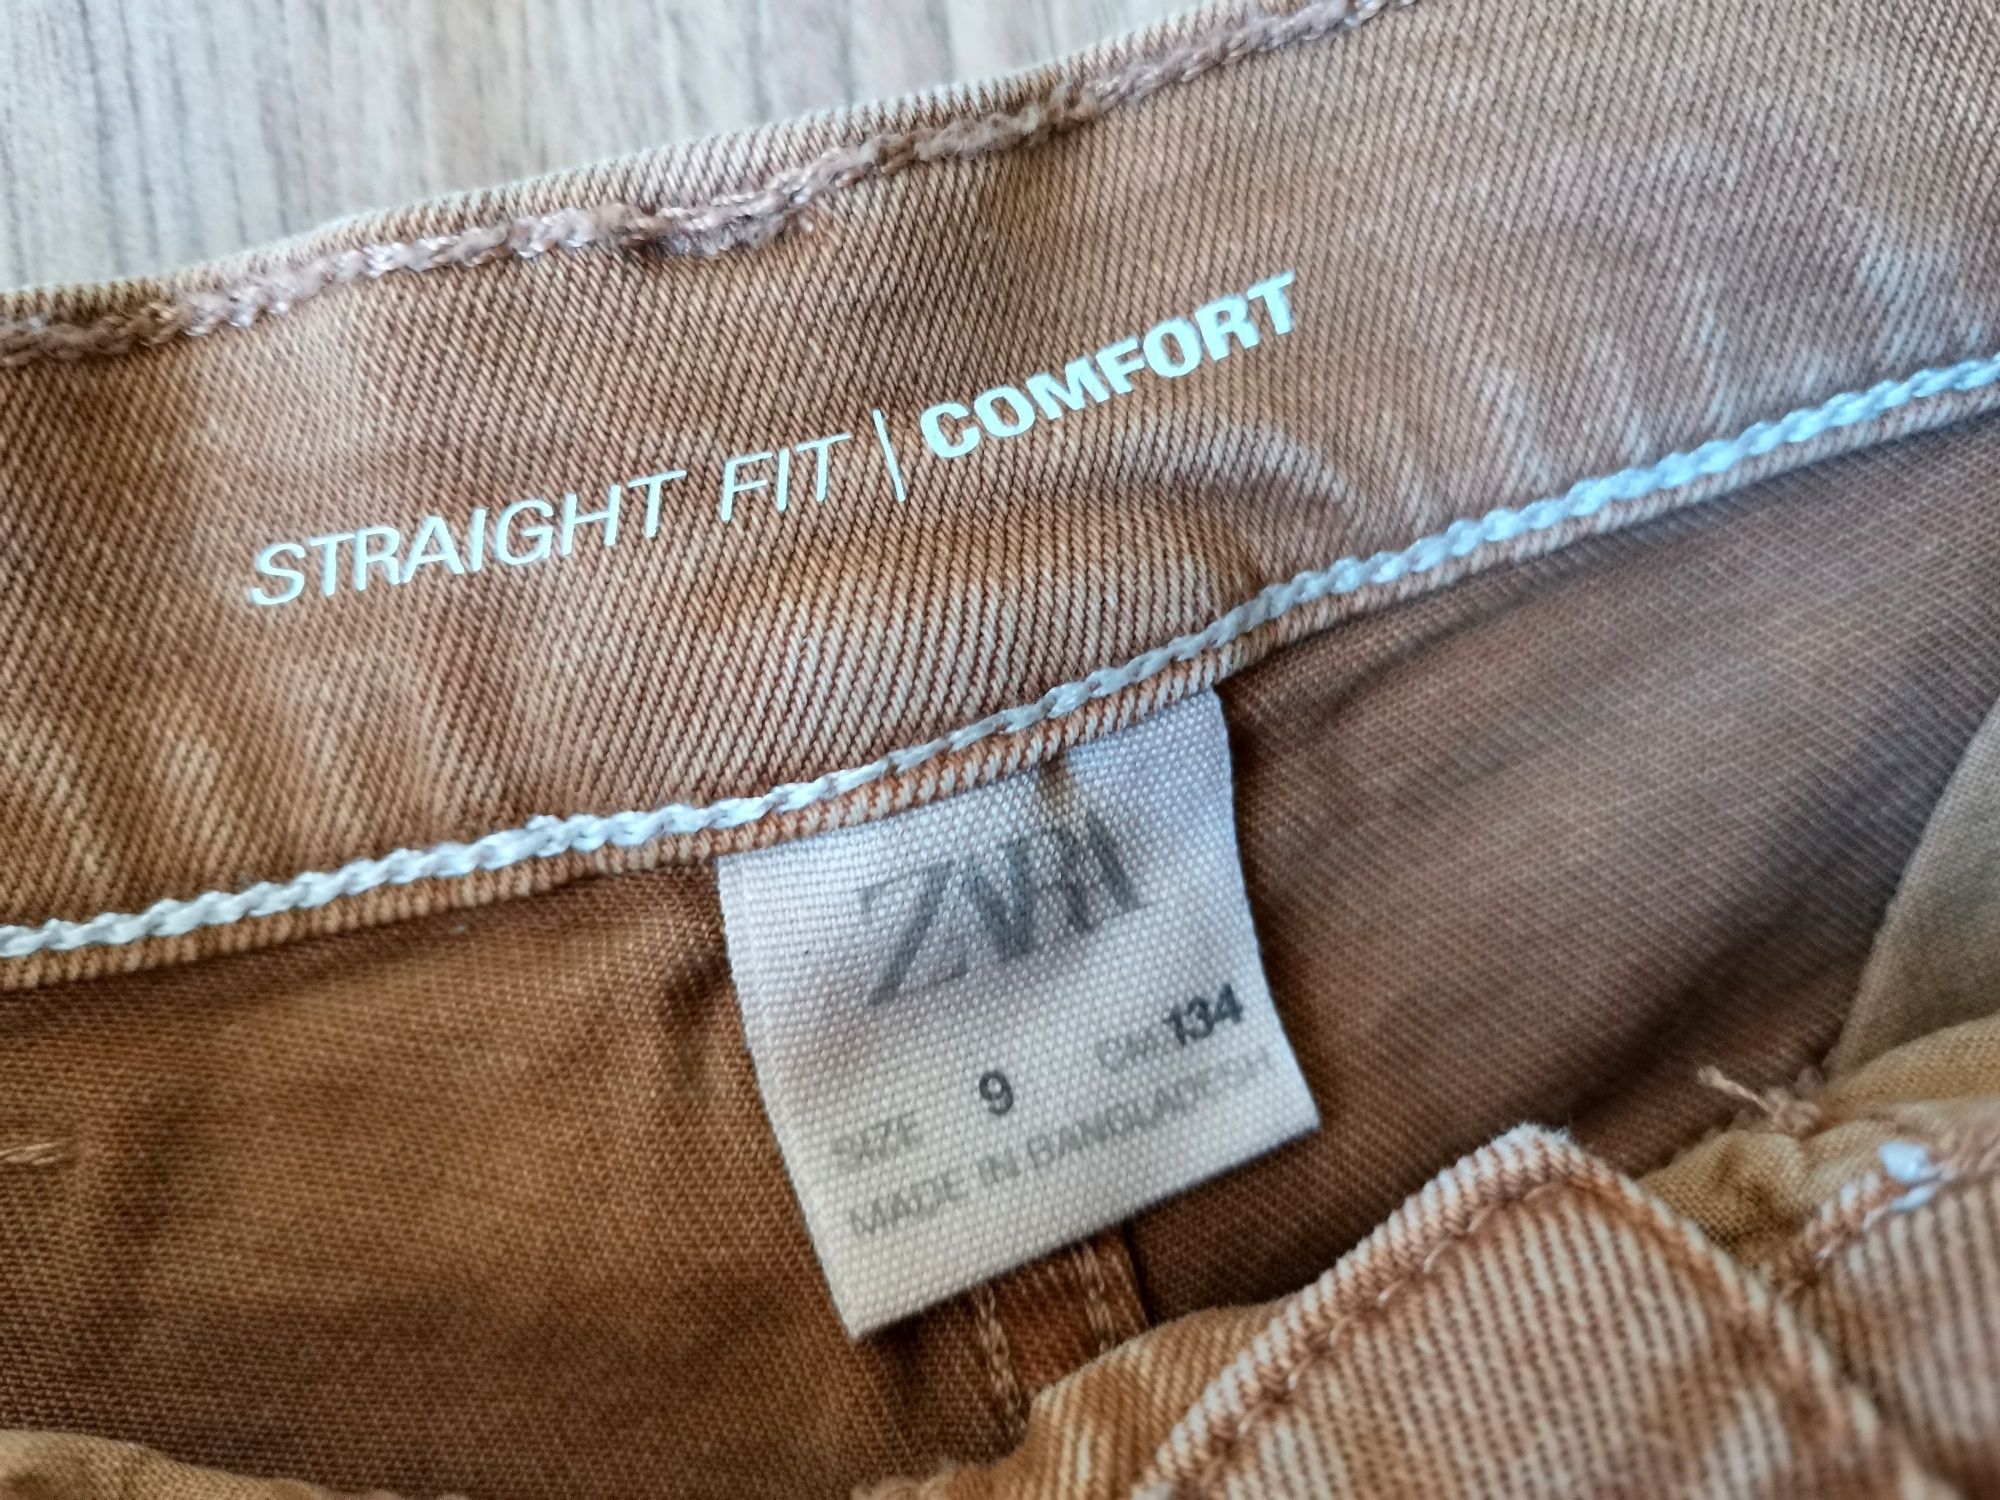 STRAIGHT FIT | COMFORT
ZARA
SIZE 9 CM 134
MADE IN BANGLADESH